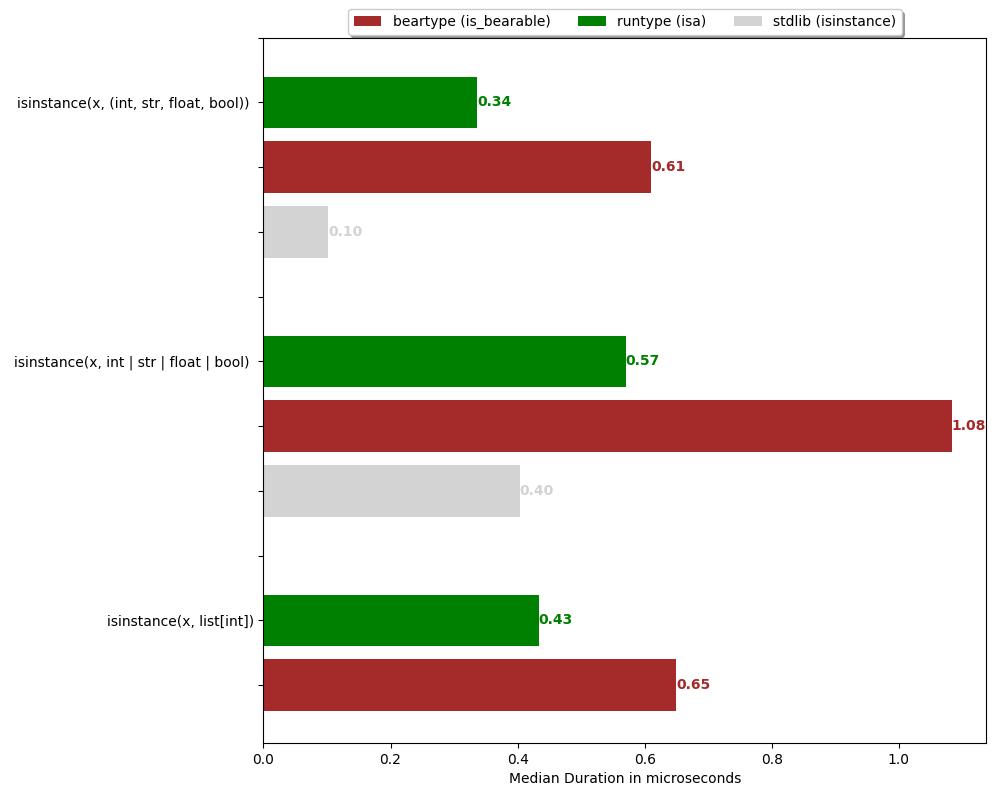 beartype (is_bearable) runtype (isa) stdlib (isinstance)
isinstance(x, (int, str, float, bool))
0.34
0.61
0.10
isinstance(x, int | str | float | bool)
0.57
1.08
0.40
isinstance(x, list[int])
0.43
0.65
0.0 0.2 0.4 0.6 0.8 1.0
Median Duration in microseconds